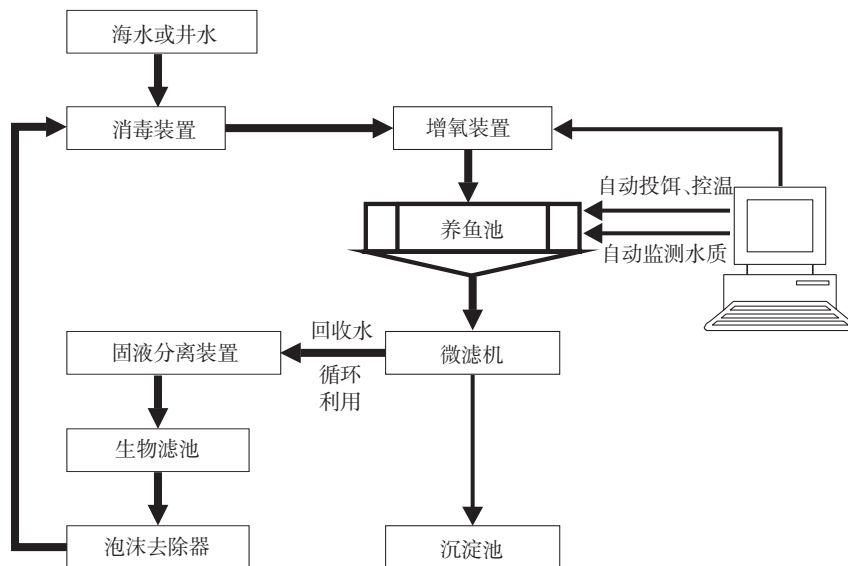 海水或井水
消毒装置
增氧装置
自动投饵、控温
养鱼池
自动监测水质
回收水
固液分离装置
微滤机
循环
利用
生物滤池
泡沫去除器
沉淀池